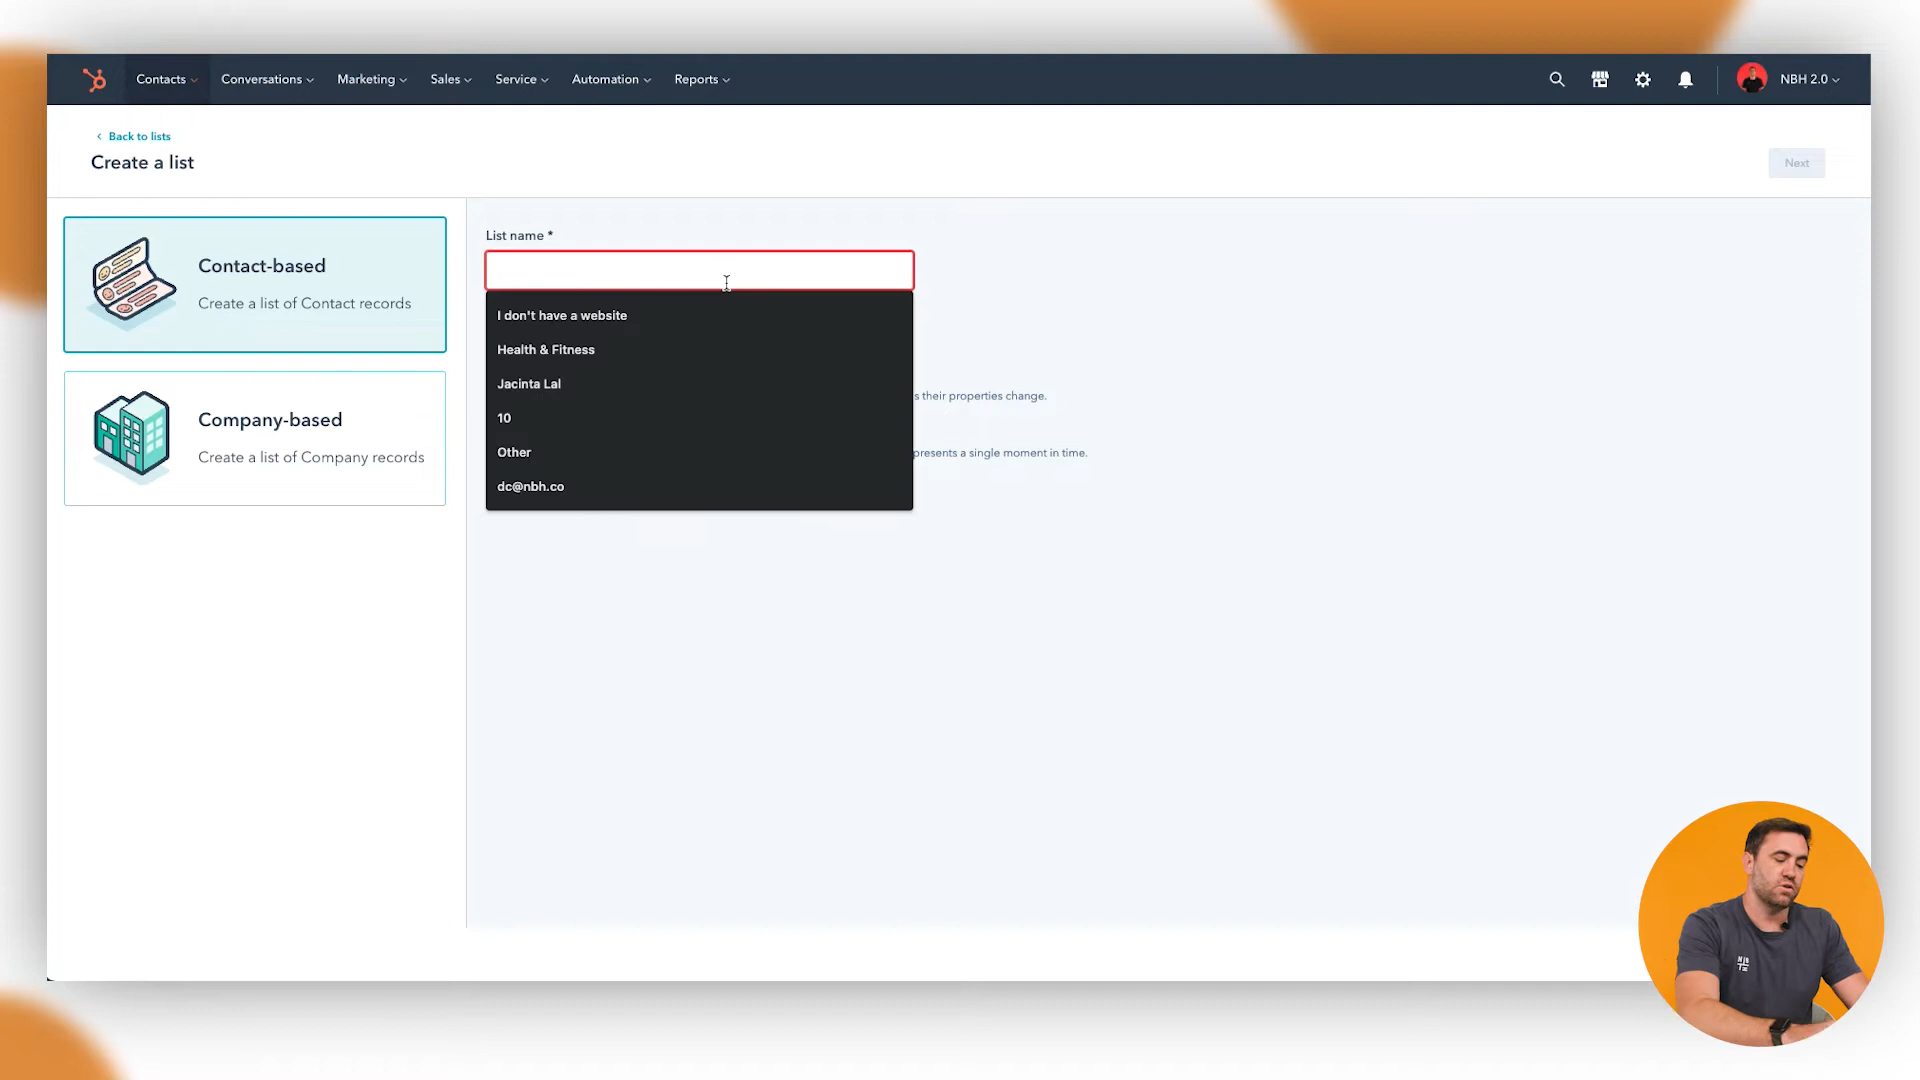 Contacts
Conversations
Marketing
Sales
Service
Automation
Reports
NBH 2.0
Back to lists
Create a list
Next
Contact-based
Create a list of Contact records
Company-based
Create a list of Company records
List name *
I don't have a website
Health & Fitness
Jacinta Lal
10
Other
dc@nbh.co
s their properties change.
presents a single moment in time.